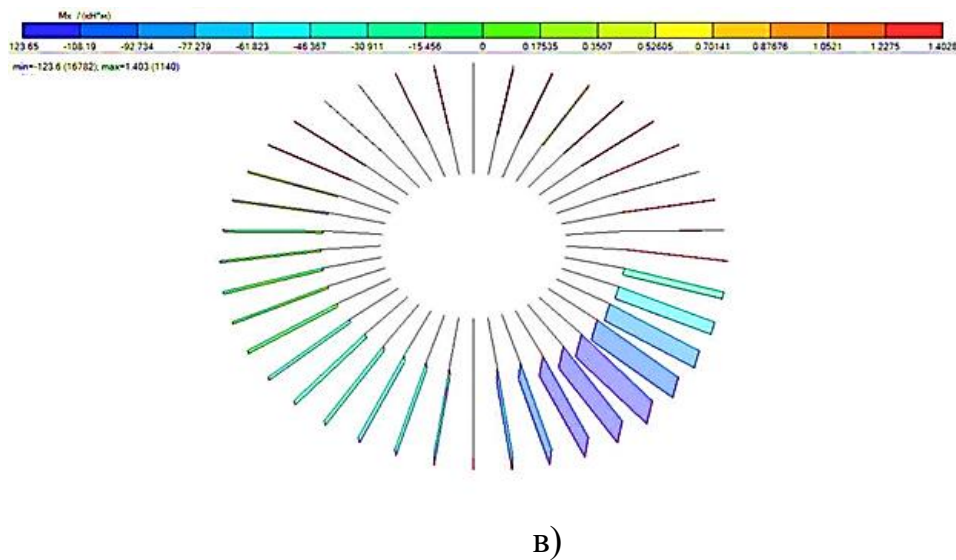 Mx /(кН*м)
123.65 -108.19 -92.734 -77.279 -61.823 -46.367 -30.911 -15.456 0 0.17535 0.3507 0.52605 0.70141 0.87676 1.0521 1.2275 1.4028
min=-123.6 (16782); max=1.403 (1140)
в)